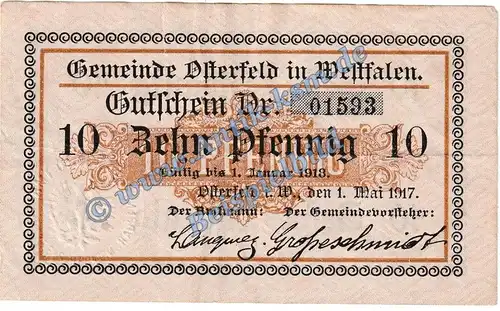 Gemeinde Osterfeld in Westfalen.
Gutschein Nr. 01593
10 Zehn Pfennig 10
Gültig bis 1. Januar 1918.
Osterfeld i. W., den 1. Mai 1917.
Der Amtmann: Der Gemeindevorsteher:
Großeschmidt